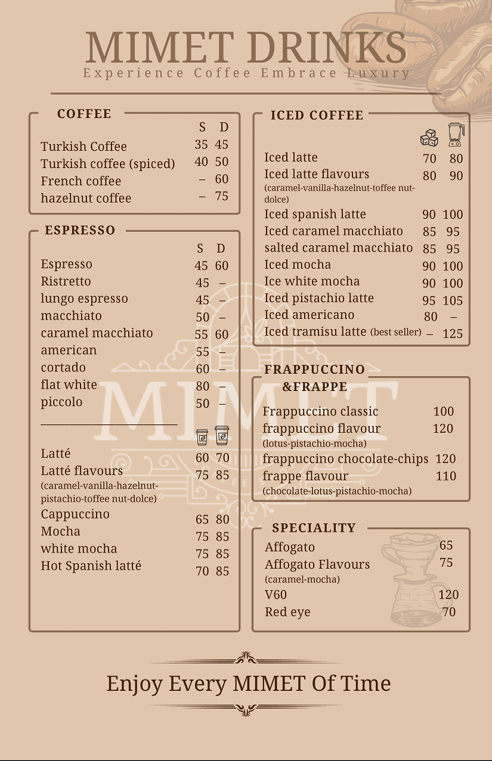 MIMET DRINKS
Experience Coffee Embrace Luxury
COFFEE
S D
Turkish Coffee 35 45
Turkish coffee (spiced) 40 50
French coffee – 60
hazelnut coffee – 75
ESPRESSO
S D
Espresso 45 60
Ristretto 45 –
lungo espresso 45 –
macchiato 50 –
caramel macchiato 55 60
american 55 –
cortado 60 –
flat white 80 –
piccolo 50 –
Latté 60 70
Latté flavours 75 85
(caramel-vanilla-hazelnut-
pistachio-toffee nut-dolce)
Cappuccino 65 80
Mocha 75 85
white mocha 75 85
Hot Spanish latté 70 85
ICED COFFEE
Iced latte 70 80
Iced latte flavours 80 90
(caramel-vanilla-hazelnut-toffee nut-
dolce)
Iced spanish latte 90 100
Iced caramel macchiato 85 95
salted caramel macchiato 85 95
Iced mocha 90 100
Ice white mocha 90 100
Iced pistachio latte 95 105
Iced americano 80 –
Iced tramisu latte (best seller) – 125
FRAPPUCCINO
&FRAPPE
Frappuccino classic 100
frappuccino flavour 120
(lotus-pistachio-mocha)
frappuccino chocolate-chips 120
frappe flavour 110
(chocolate-lotus-pistachio-mocha)
SPECIALITY
Affogato 65
Affogato Flavours 75
(caramel-mocha)
V60 120
Red eye 70
MIMET
Enjoy Every MIMET Of Time